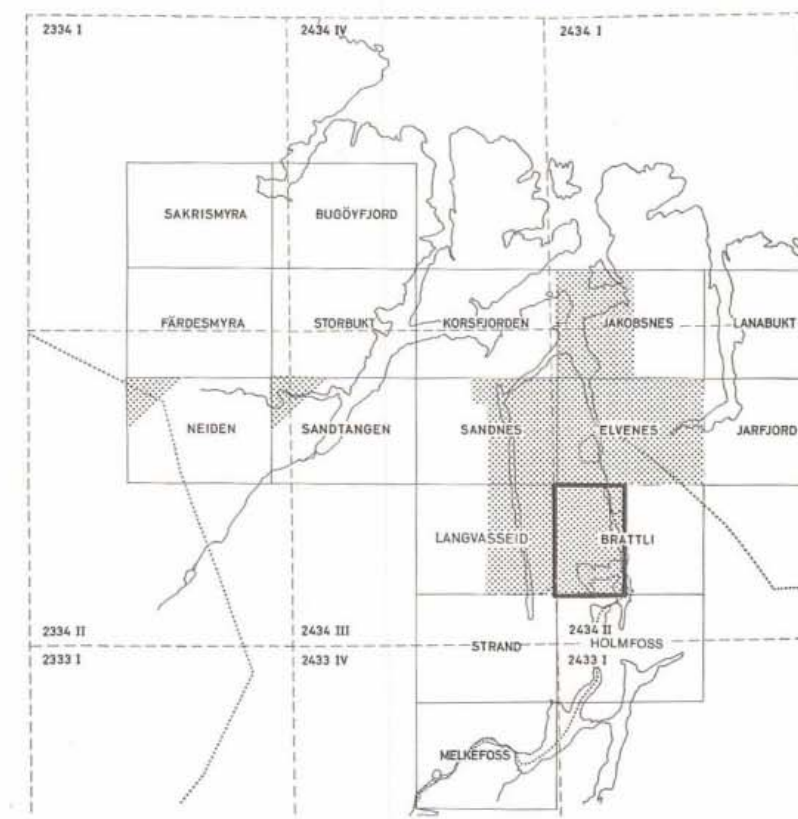 2334 I
2434 IV
2434 I
SAKRISMYRA
BUGÖYFJORD
FÄRDESMYRA
STORBUKT
KORSFJORDEN
JAKOBSNES
LANABUKT
NEIDEN
SANDTANGEN
SANDNES
ELVENES
JARFJORD
LANGVASSEID
BRATTLI
2334 II
2434 III
STRAND
2434 II
HOLMFOSS
2333 I
2433 IV
2433 I
MELKEFOSS